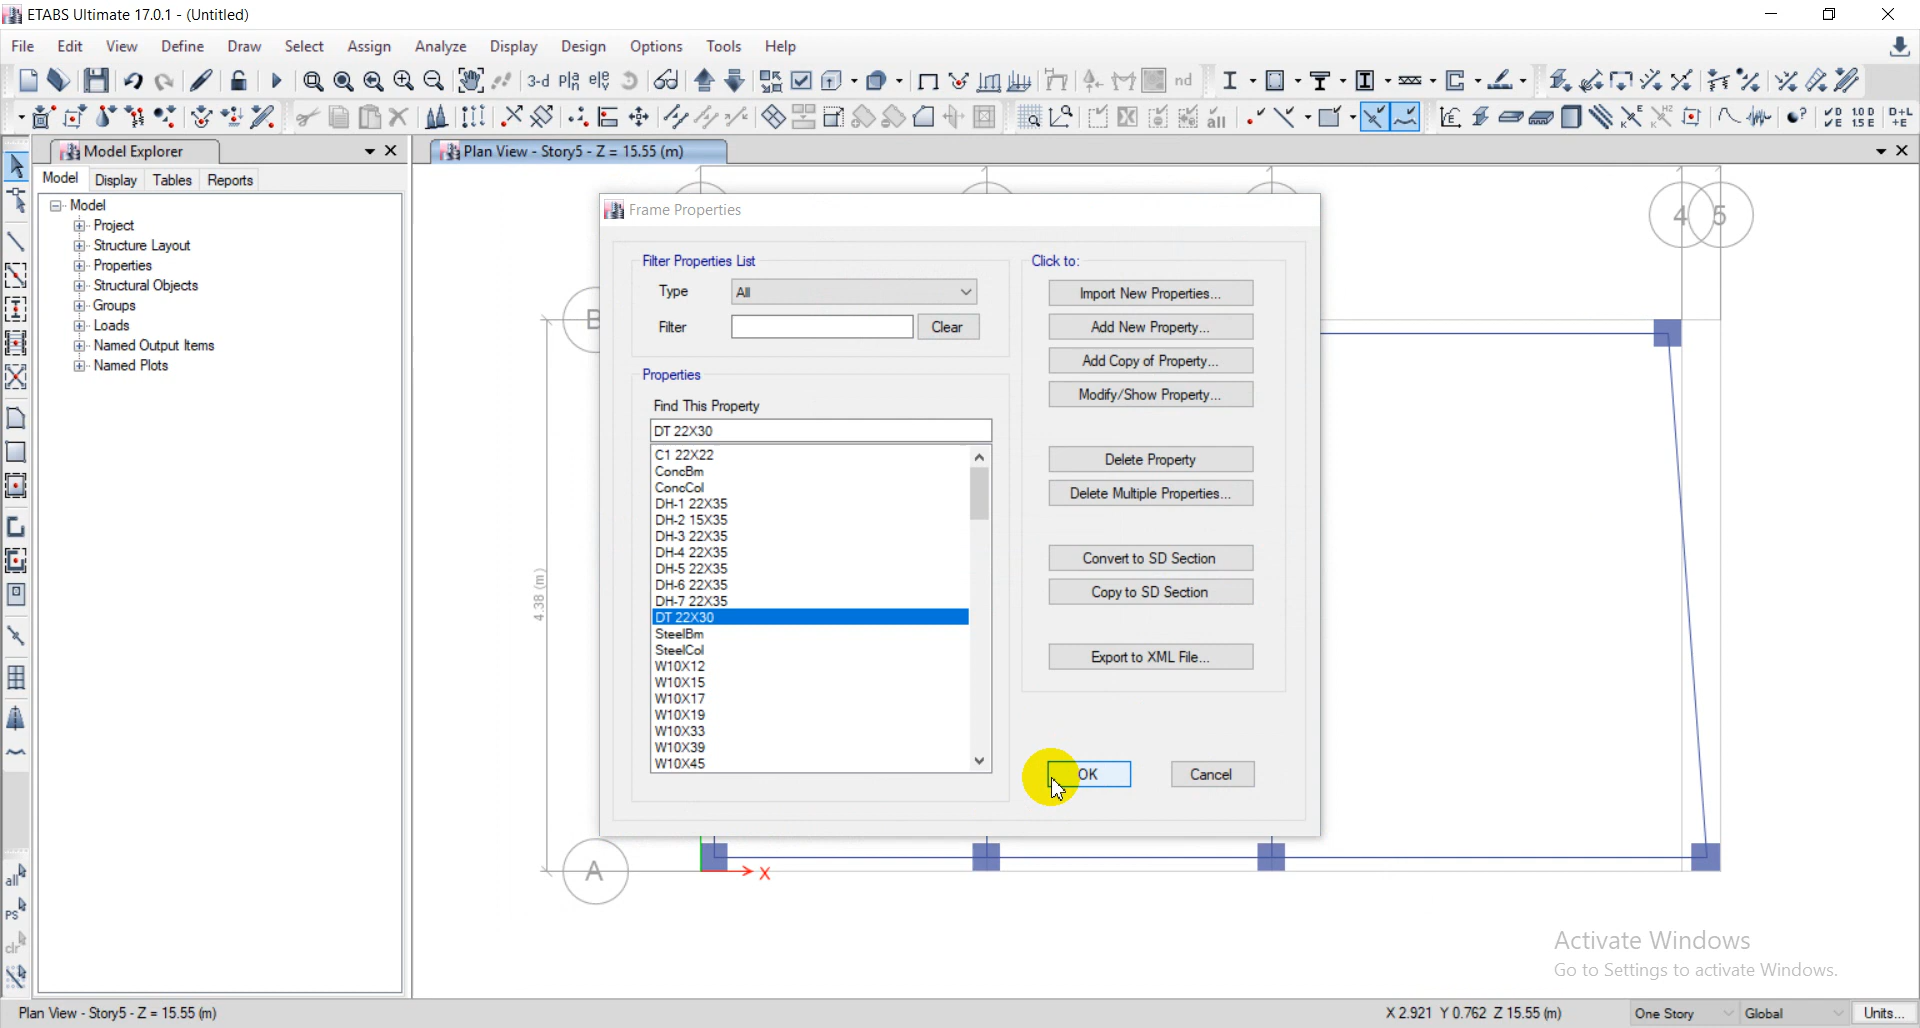 ETABS Ultimate 17.0.1 - (Untitled)
File Edit View Define Draw Select Assign Analyze Display Design Options Tools Help
3-d nd
all
Model Explorer
Plan View - Story5 - Z = 15.55 (m)
Model Display Tables Reports
Model
Project
Structure Layout
Properties
Structural Objects
Groups
Loads
Named Output Items
Named Plots
4 5
B
4.38 (m)
A
X
Frame Properties
Filter Properties List
Type All
Filter Clear
Properties
Find This Property
DT 22X30
C1 22X22
ConcBm
ConcCol
DH-1 22X35
DH-2 15X35
DH-3 22X35
DH-4 22X35
DH-5 22X35
DH-6 22X35
DH-7 22X35
DT 22X30
SteelBm
SteelCol
W10X12
W10X15
W10X17
W10X19
W10X33
W10X39
W10X45
Click to:
Import New Properties...
Add New Property...
Add Copy of Property...
Modify/Show Property...
Delete Property
Delete Multiple Properties...
Convert to SD Section
Copy to SD Section
Export to XML File...
OK Cancel
all
PS
clr
Activate Windows
Go to Settings to activate Windows.
Plan View - Story5 - Z = 15.55 (m)
X 2.921 Y 0.762 Z 15.55 (m)
One Story Global Units...